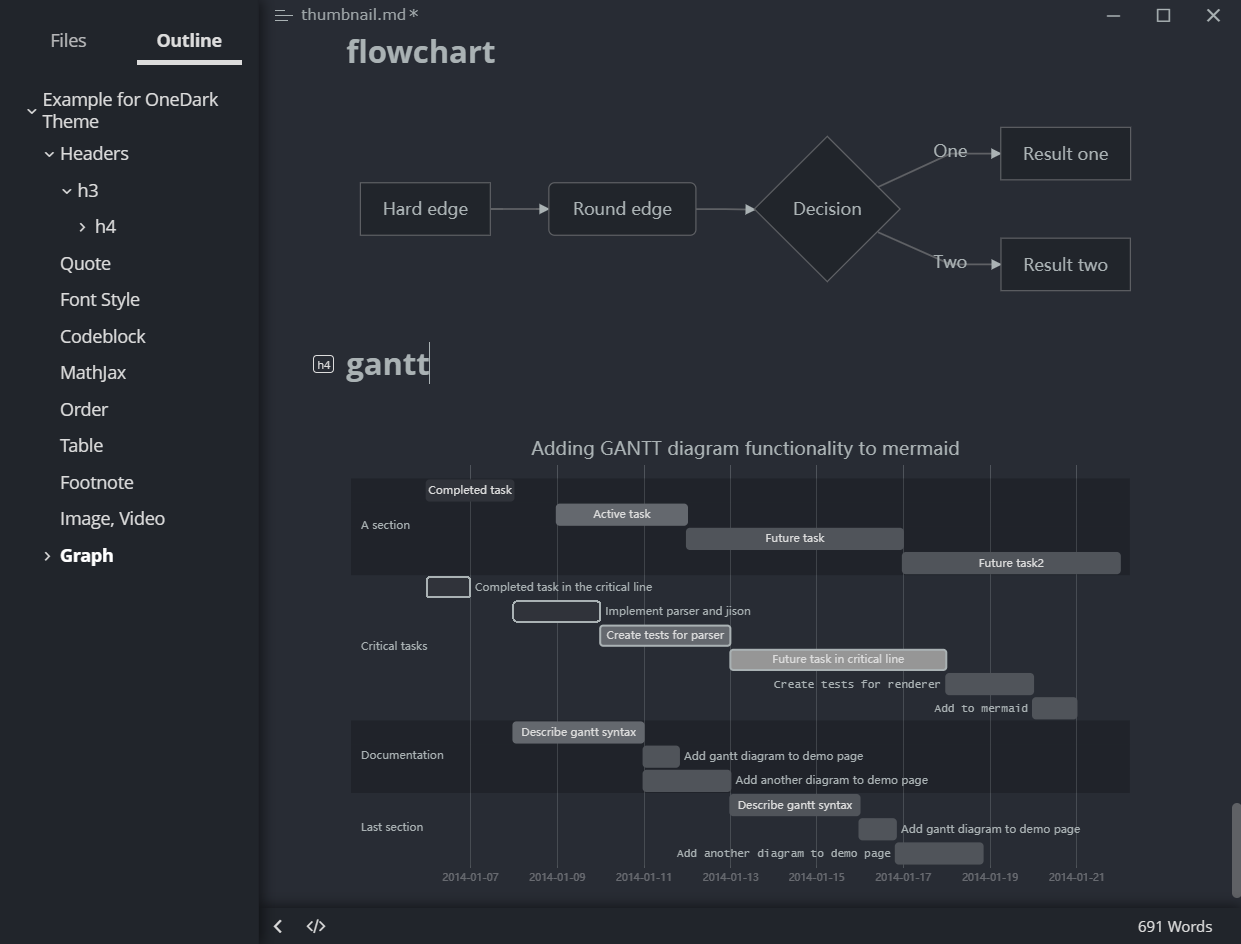 Files Outline
Example for OneDark
Theme
Headers
h3
h4
Quote
Font Style
Codeblock
MathJax
Order
Table
Footnote
Image, Video
Graph
thumbnail.md*
flowchart
Hard edge
Round edge
Decision
One
Result one
Two
Result two
h4 gantt
Adding GANTT diagram functionality to mermaid
A section
Completed task
Active task
Future task
Future task2
Critical tasks
Completed task in the critical line
Implement parser and jison
Create tests for parser
Future task in critical line
Create tests for renderer
Add to mermaid
Documentation
Describe gantt syntax
Add gantt diagram to demo page
Add another diagram to demo page
Last section
Describe gantt syntax
Add gantt diagram to demo page
Add another diagram to demo page
2014-01-07 2014-01-09 2014-01-11 2014-01-13 2014-01-15 2014-01-17 2014-01-19 2014-01-21
</> 691 Words